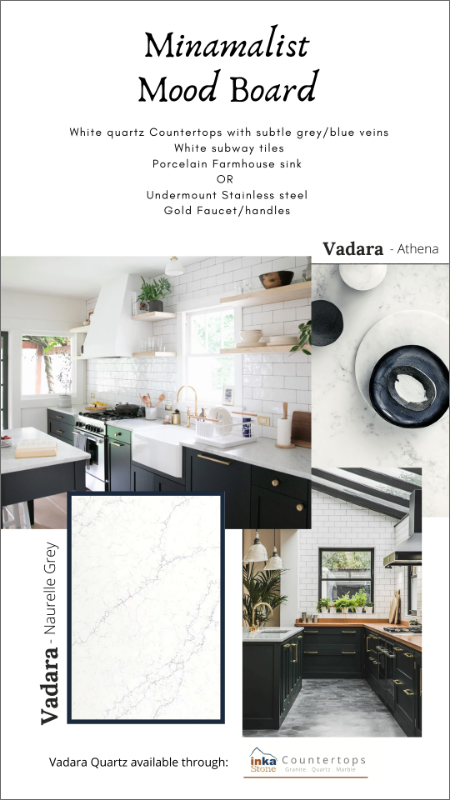 Minamalist
Mood Board
White quartz Countertops with subtle grey/blue veins
White subway tiles
Porcelain Farmhouse sink
OR
Undermount Stainless steel
Gold Faucet/handles
Vadara - Athena
Vadara - Naurelle Grey
Vadara Quartz available through:
inka Stone
Countertops
Granite Quartz Marble